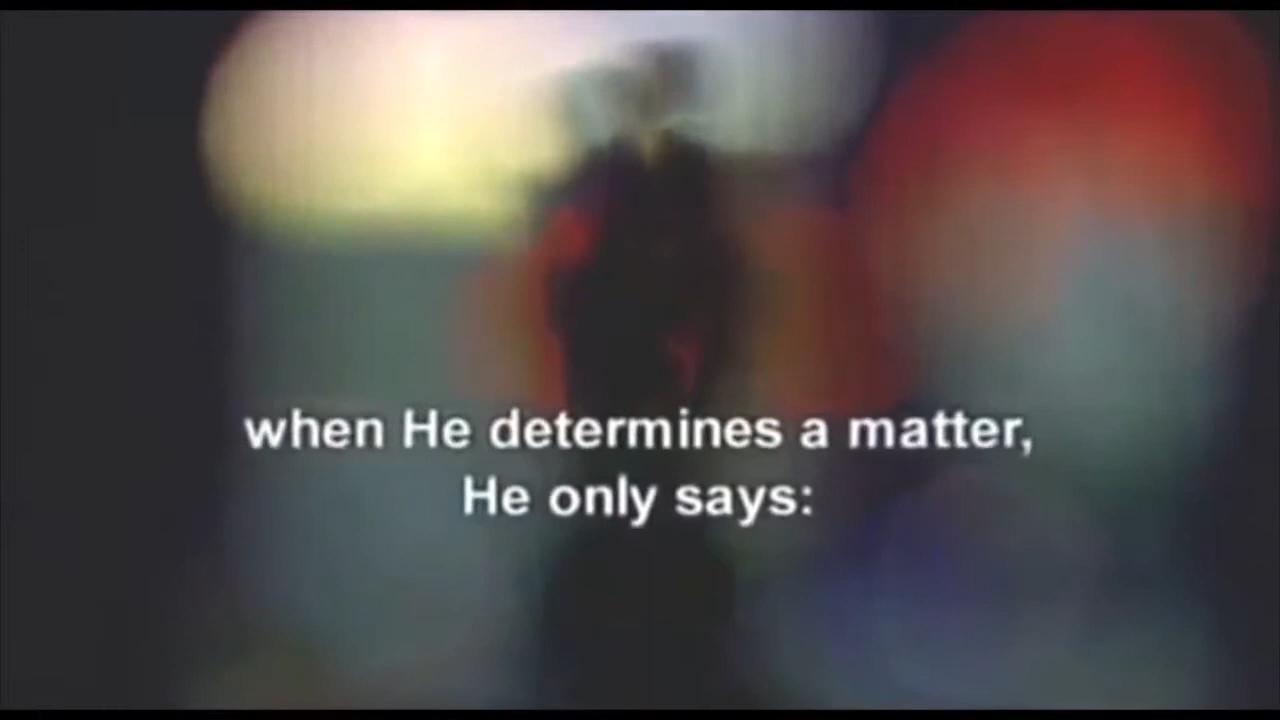 when He determines a matter,
He only says: